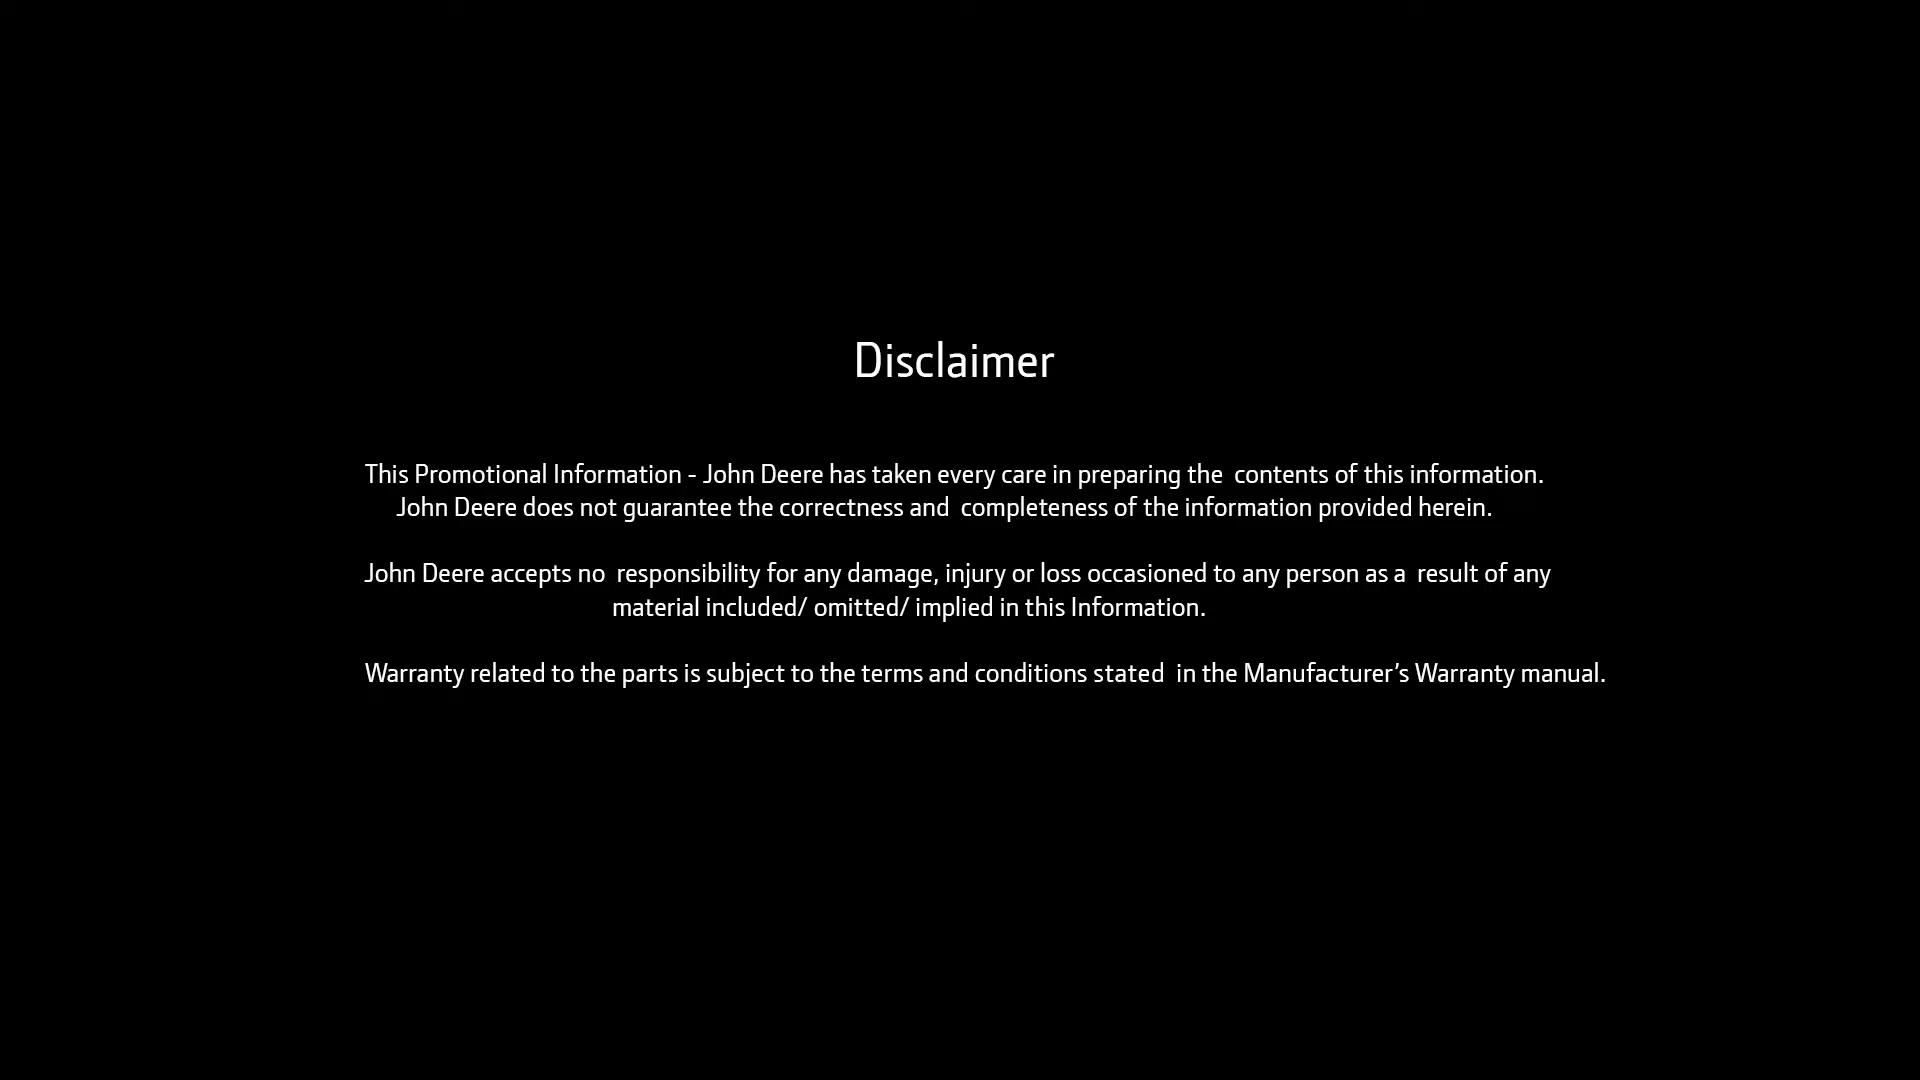 Disclaimer
This Promotional Information - John Deere has taken every care in preparing the  contents of this information.
John Deere does not guarantee the correctness and  completeness of the information provided herein.
John Deere accepts no  responsibility for any damage, injury or loss occasioned to any person as a  result of any
material included/ omitted/ implied in this Information.
Warranty related to the parts is subject to the terms and conditions stated  in the Manufacturer’s Warranty manual.